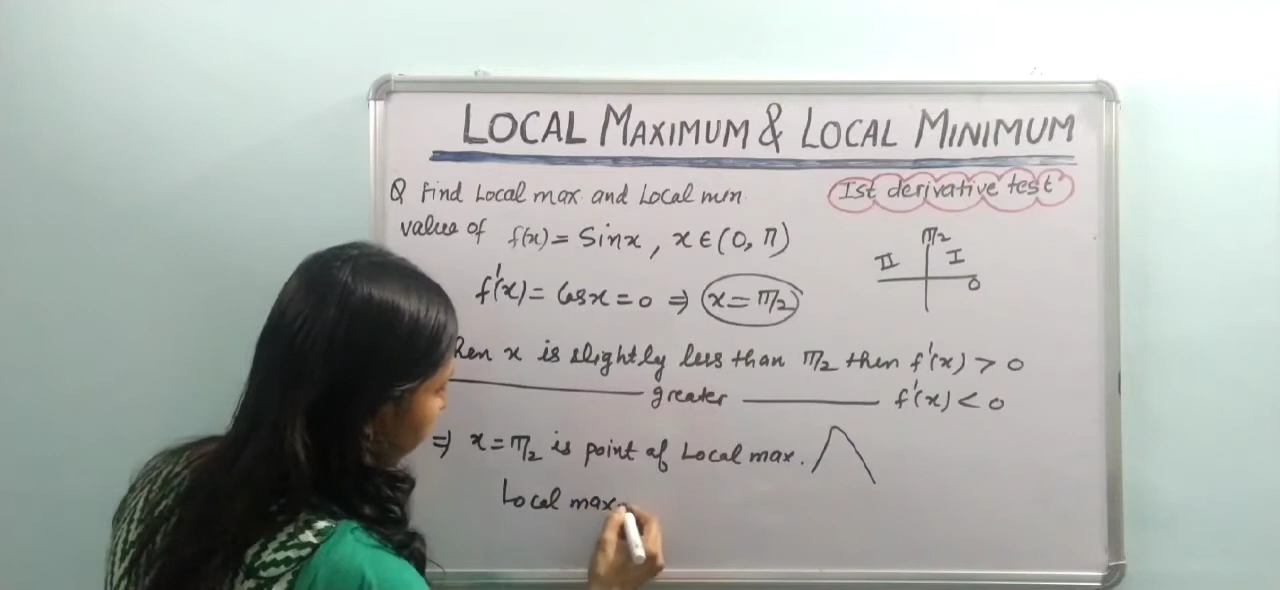 LOCAL MAXIMUM & LOCAL MINIMUM
Q Find Local max. and Local min
value of f(x) = Sinx, x∈(0, π)
Ist derivative test
π/2
II I
0
f'(x) = Cosx = 0 ⇒ x = π/2
hen x is slightly less than π/2 then f'(x) > 0
greater f'(x) < 0
⇒ x = π/2 is point of Local max.
Local max